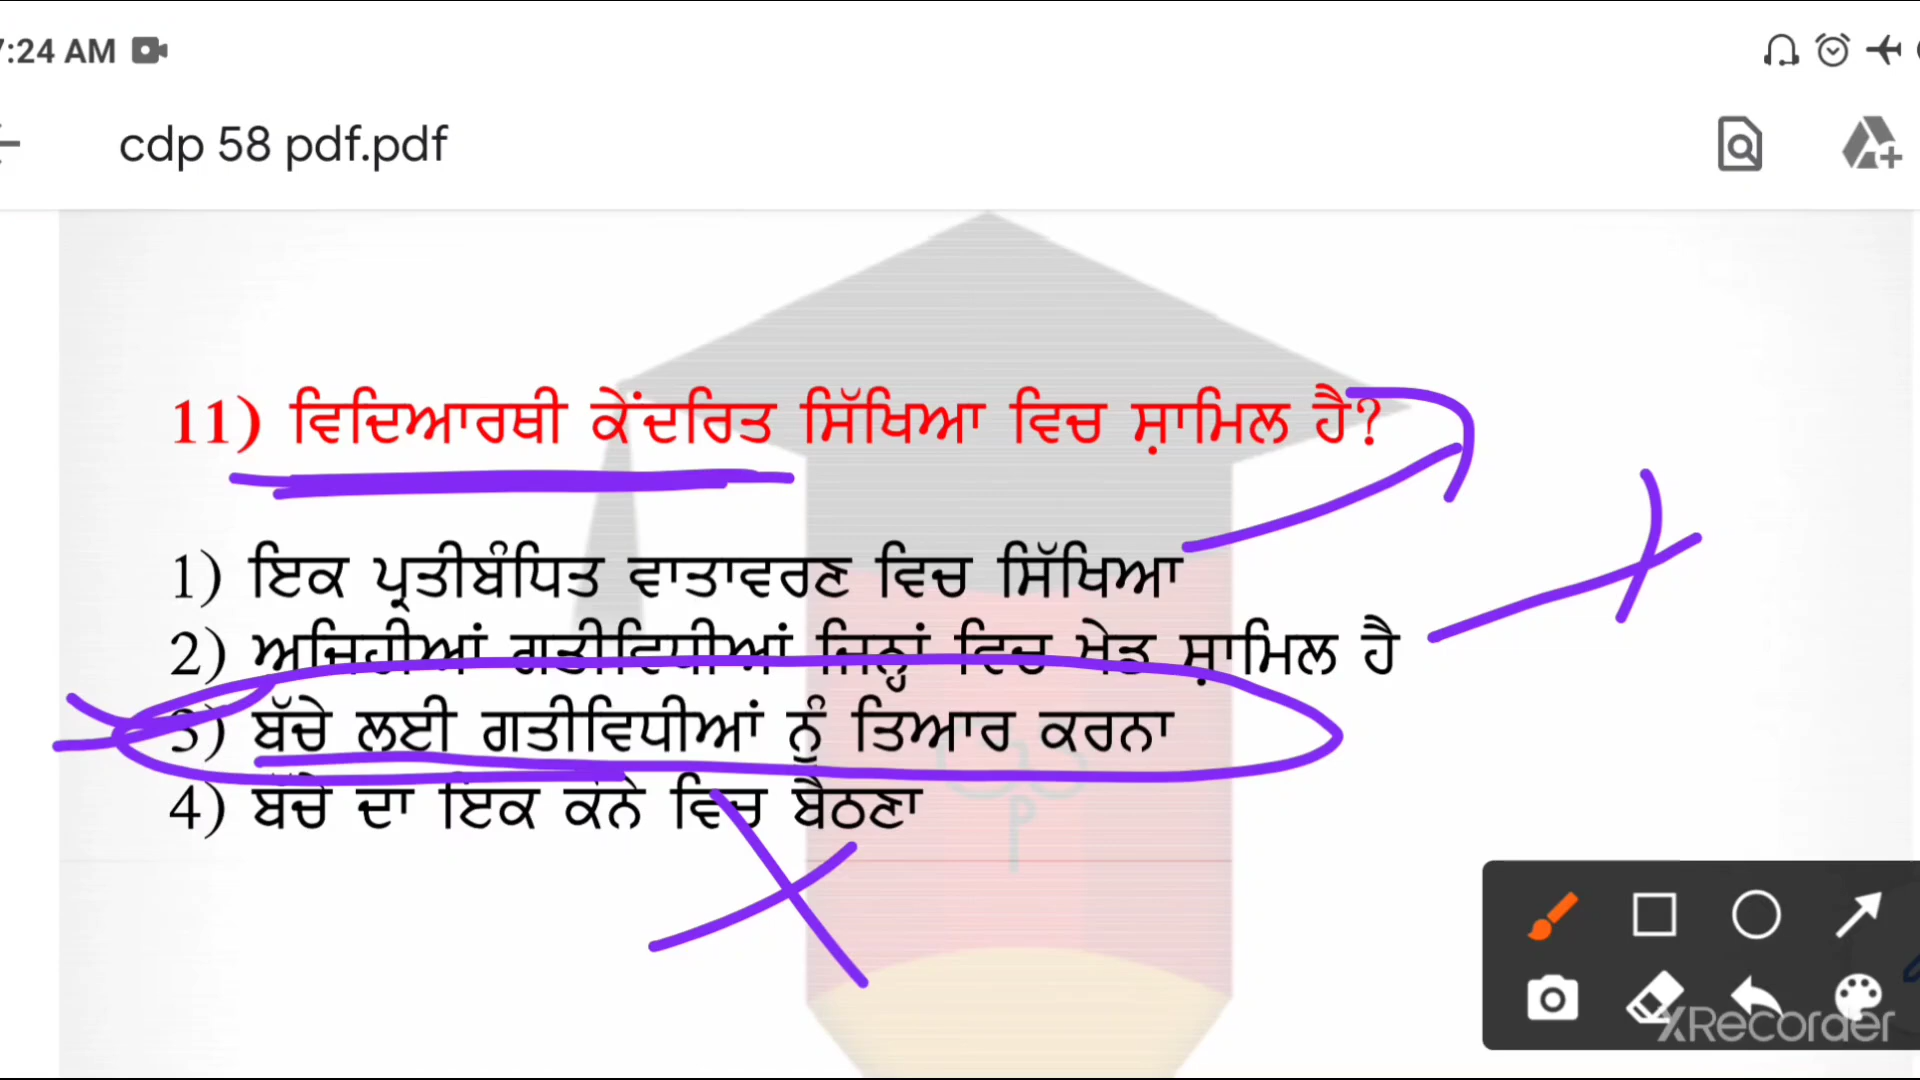 7:24 AM
cdp 58 pdf.pdf
11) ਵਿਦਿਆਰਥੀ ਕੇਂਦਰਿਤ ਸਿੱਖਿਆ ਵਿਚ ਸ਼ਾਮਿਲ ਹੈ?
1) ਇਕ ਪ੍ਰਤੀਬੰਧਿਤ ਵਾਤਾਵਰਣ ਵਿਚ ਸਿੱਖਿਆ
2) ਅਜਿਹੀਆਂ ਗਤੀਵਿਧੀਆਂ ਜਿਨ੍ਹਾਂ ਵਿਚ ਖੇਡ ਸ਼ਾਮਿਲ ਹੈ
3) ਬੱਚੇ ਲਈ ਗਤੀਵਿਧੀਆਂ ਨੂੰ ਤਿਆਰ ਕਰਨਾ
4) ਬੱਚੇ ਦਾ ਇਕ ਕੋਨੇ ਵਿਚ ਬੈਠਣਾ
P
XRecorder